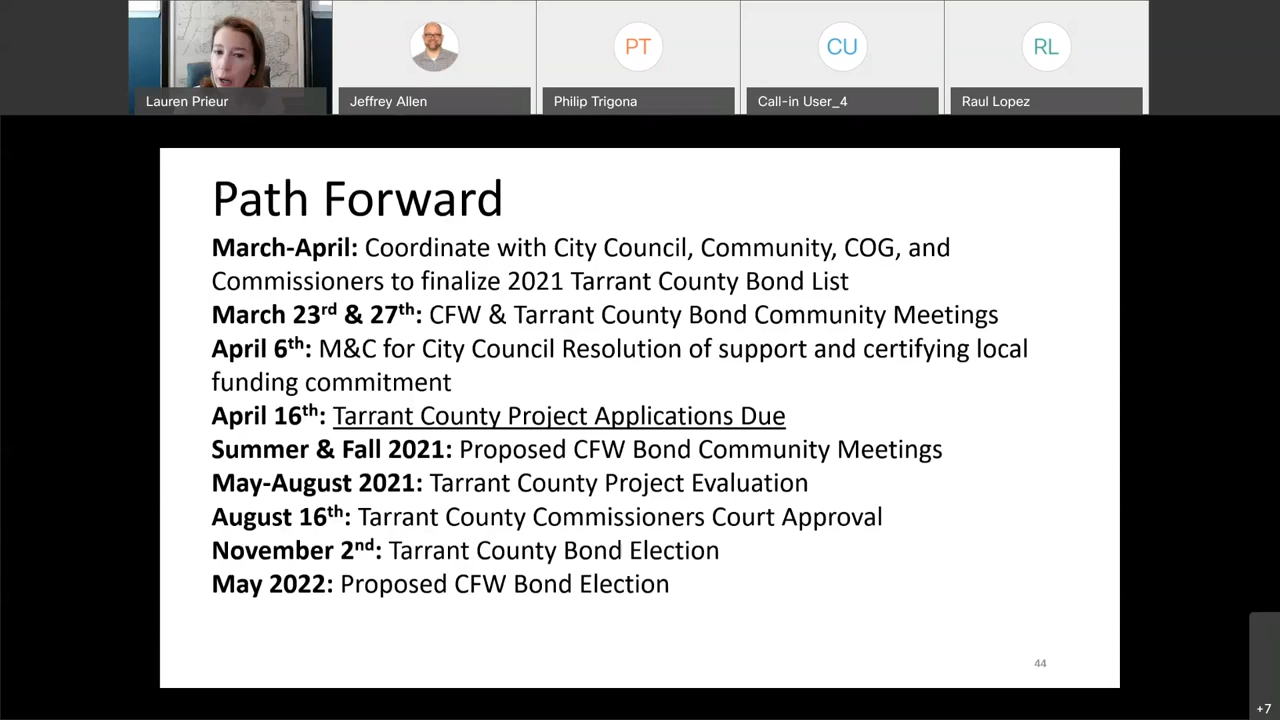 PT
CU
RL
Lauren Prieur
Jeffrey Allen
Philip Trigona
Call-in User_4
Raul Lopez
Path Forward
March-April: Coordinate with City Council, Community, COG, and
Commissioners to finalize 2021 Tarrant County Bond List
March 23rd & 27th: CFW & Tarrant County Bond Community Meetings
April 6th: M&C for City Council Resolution of support and certifying local
funding commitment
April 16th: Tarrant County Project Applications Due
Summer & Fall 2021: Proposed CFW Bond Community Meetings
May-August 2021: Tarrant County Project Evaluation
August 16th: Tarrant County Commissioners Court Approval
November 2nd: Tarrant County Bond Election
May 2022: Proposed CFW Bond Election
44
+7